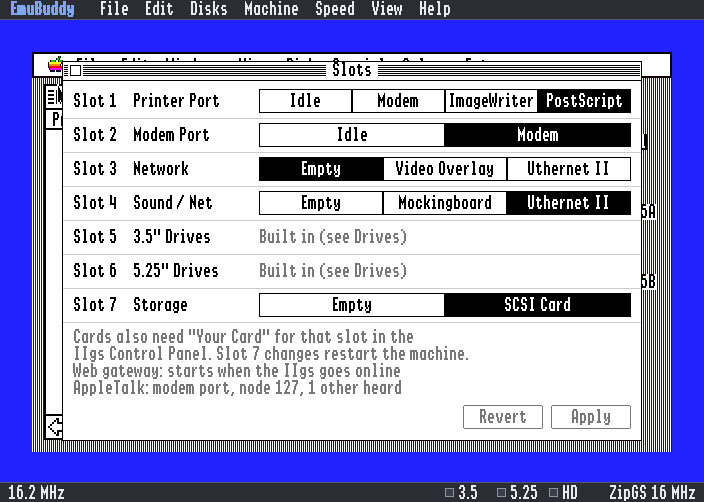 EmuBuddy File Edit Disks Machine Speed View Help
Slots
Slot 1 Printer Port Idle Modem ImageWriter PostScript
Slot 2 Modem Port Idle Modem
Slot 3 Network Empty Video Overlay Uthernet II
Slot 4 Sound / Net Empty Mockingboard Uthernet II
5A
Slot 5 3.5" Drives Built in (see Drives)
Slot 6 5.25" Drives Built in (see Drives)
5B
Slot 7 Storage Empty SCSI Card
Cards also need "Your Card" for that slot in the
IIgs Control Panel. Slot 7 changes restart the machine.
Web gateway: starts when the IIgs goes online
AppleTalk: modem port, node 127, 1 other heard
Revert Apply
16.2 MHz 3.5 5.25 HD ZipGS 16 MHz